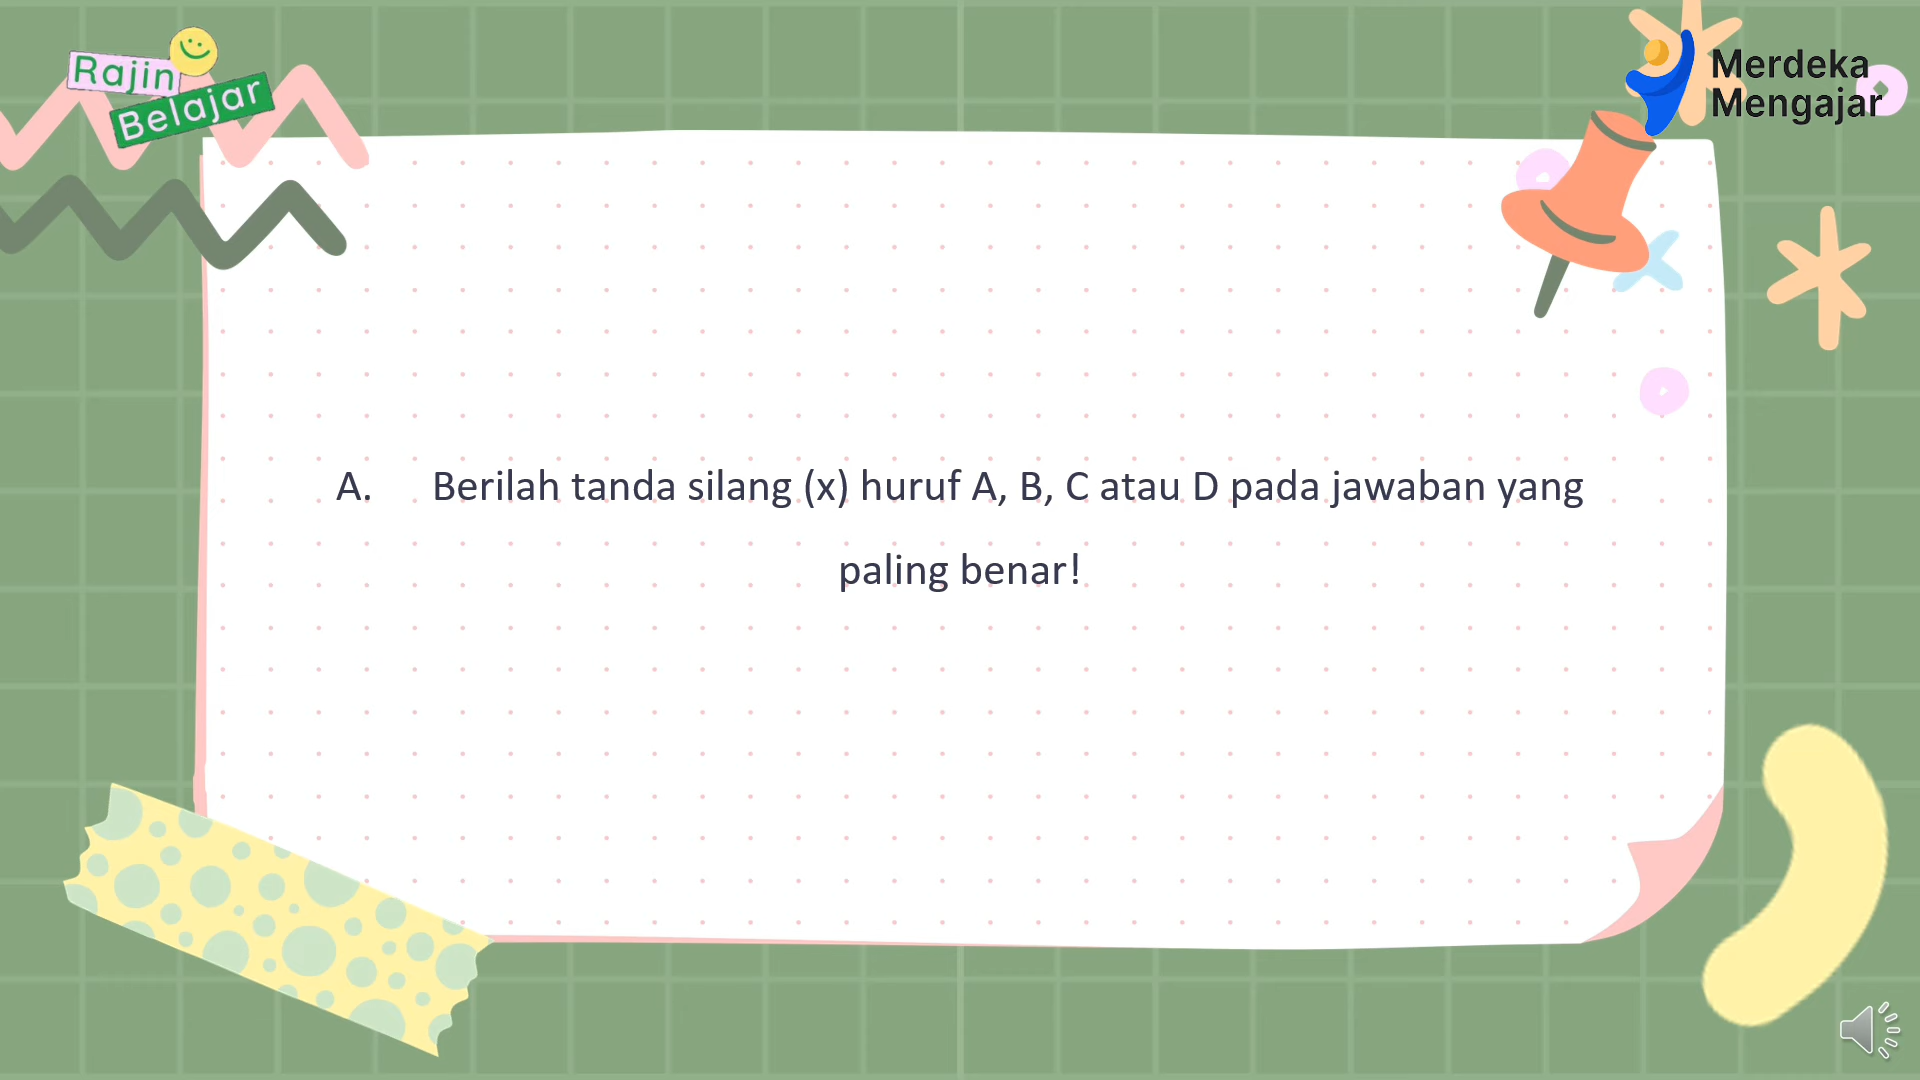 Rajin
Belajar
Merdeka
Mengajar
A. Berilah tanda silang (x) huruf A, B, C atau D pada jawaban yang
paling benar!